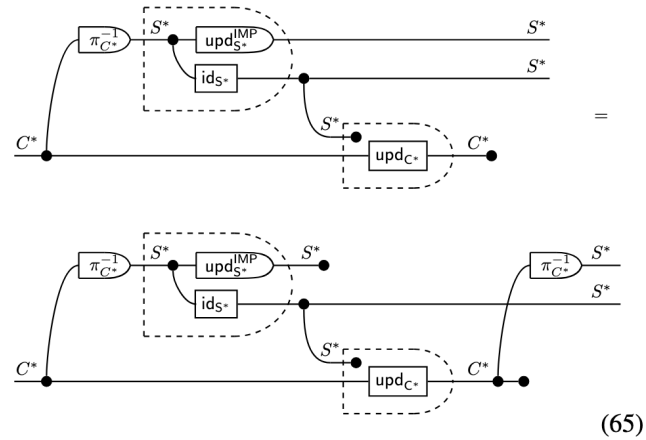 π_{C*}^{-1} S* upd_{S*}^{IMP} S*
id_{S*} S*
S*
C* upd_{C*} C*
=
π_{C*}^{-1} S* upd_{S*}^{IMP} S* π_{C*}^{-1} S*
id_{S*} S*
S*
C* upd_{C*} C*
(65)